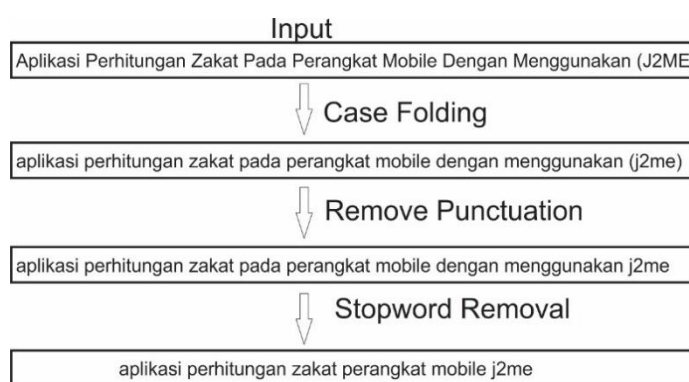 Input
Aplikasi Perhitungan Zakat Pada Perangkat Mobile Dengan Menggunakan (J2ME
Case Folding
aplikasi perhitungan zakat pada perangkat mobile dengan menggunakan (j2me)
Remove Punctuation
aplikasi perhitungan zakat pada perangkat mobile dengan menggunakan j2me
Stopword Removal
aplikasi perhitungan zakat perangkat mobile j2me